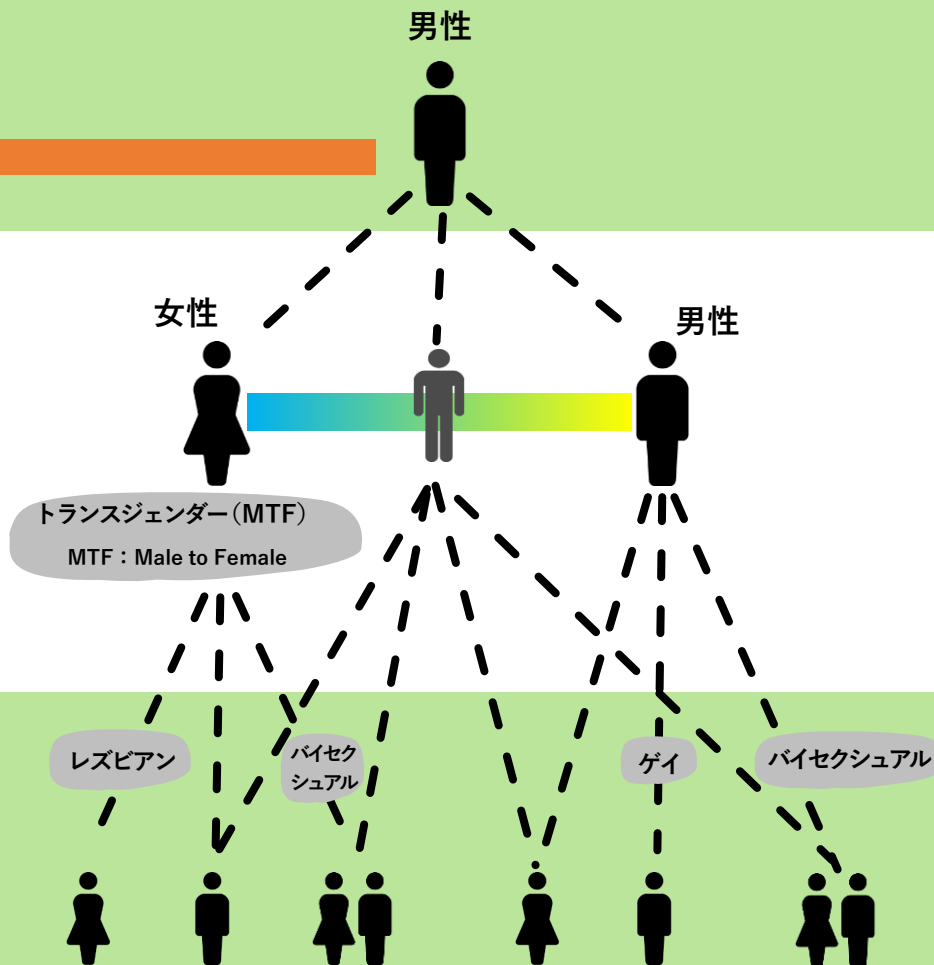 男性
女性
男性
トランスジェンダー（MTF）
MTF：Male to Female
レズビアン
バイセク
シュアル
ゲイ
バイセクシュアル